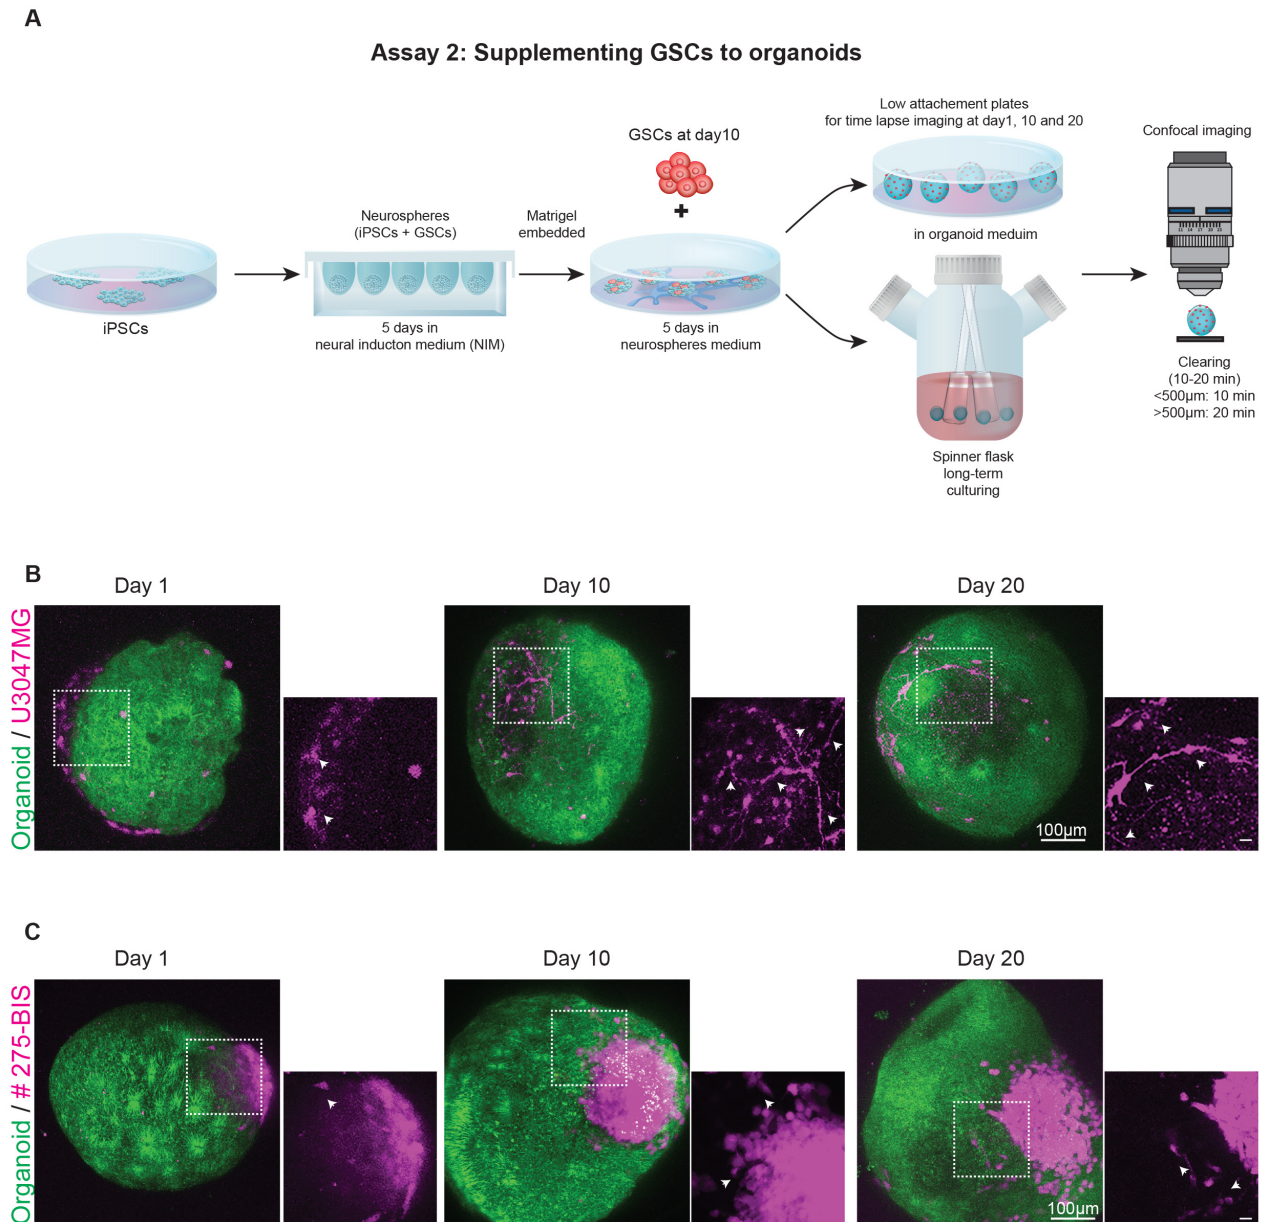 A
Assay 2: Supplementing GSCs to organoids
Low attachement plates
for time lapse imaging at day1, 10 and 20
GSCs at day10
+
Confocal imaging
Neurospheres
(iPSCs + GSCs)
Matrigel
embedded
in organoid meduim
iPSCs
5 days in
neural inducton medium (NIM)
5 days in
neurospheres medium
Clearing
(10-20 min)
<500µm: 10 min
>500µm: 20 min
Spinner flask
long-term
culturing
B
Day 1
Day 10
Day 20
Organoid / U3047MG
100µm
C
Day 1
Day 10
Day 20
Organoid / # 275-BIS
100µm